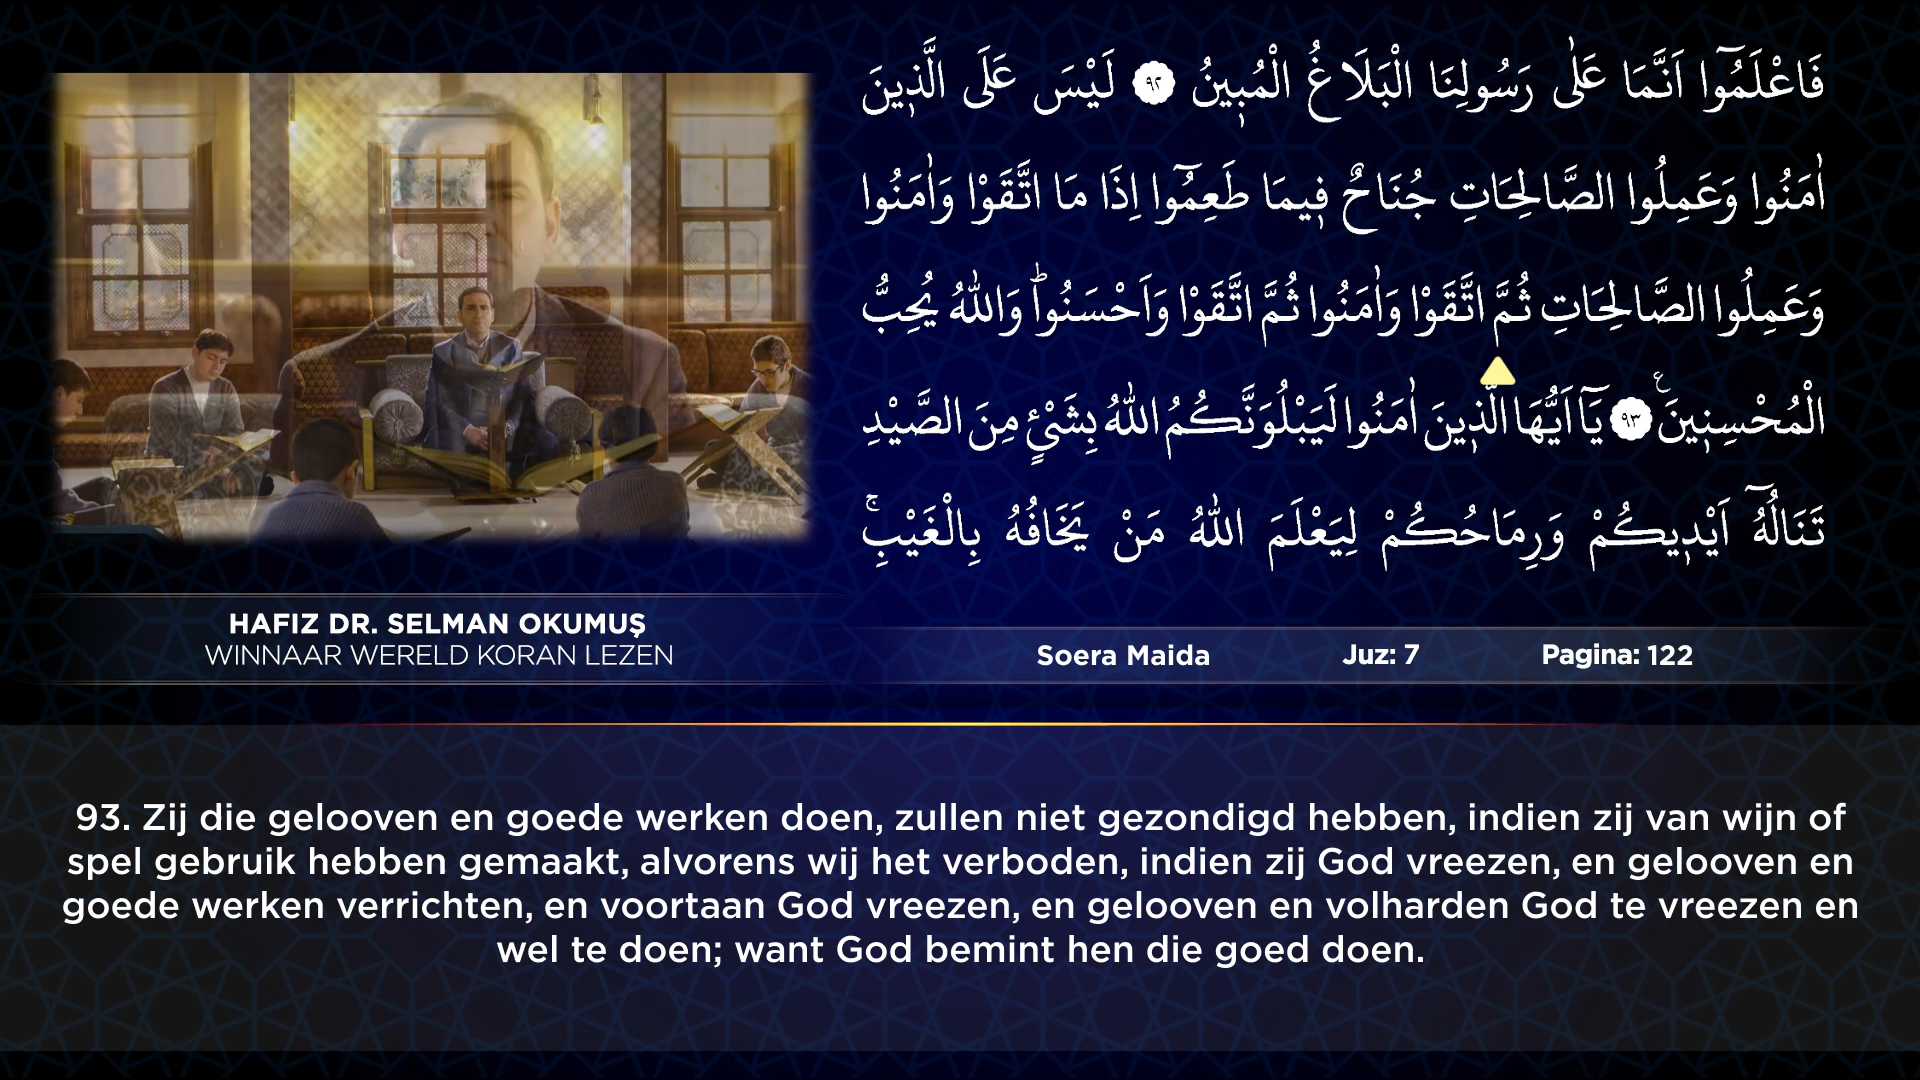 فَاعْلَمُٓوا اَنَّمَا عَلٰى رَسُولِنَا الْبَلَاغُ الْمُب۪ينُ ٩٢ لَيْسَ عَلَى الَّذ۪ينَ
اٰمَنُوا وَعَمِلُوا الصَّالِحَاتِ جُنَاحٌ ف۪يمَا طَعِمُٓوا اِذَا مَا اتَّقَوْا وَاٰمَنُوا
وَعَمِلُوا الصَّالِحَاتِ ثُمَّ اتَّقَوْا وَاٰمَنُوا ثُمَّ اتَّقَوْا وَاَحْسَنُواۜ وَاللّٰهُ يُحِبُّ
الْمُحْسِن۪ينَ ع ٩٣ يَٓا اَيُّهَا الَّذ۪ينَ اٰمَنُوا لَيَبْلُوَنَّكُمُ اللّٰهُ بِشَيْءٍ مِنَ الصَّيْدِ
تَنَالُهُٓ اَيْد۪يكُمْ وَرِمَاحُكُمْ لِيَعْلَمَ اللّٰهُ مَنْ يَخَافُهُ بِالْغَيْبِۚ
HAFIZ DR. SELMAN OKUMUŞ
WINNAAR WERELD KORAN LEZEN
Soera Maida Juz: 7 Pagina: 122
93. Zij die gelooven en goede werken doen, zullen niet gezondigd hebben, indien zij van wijn of
spel gebruik hebben gemaakt, alvorens wij het verboden, indien zij God vreezen, en gelooven en
goede werken verrichten, en voortaan God vreezen, en gelooven en volharden God te vreezen en
wel te doen; want God bemint hen die goed doen.